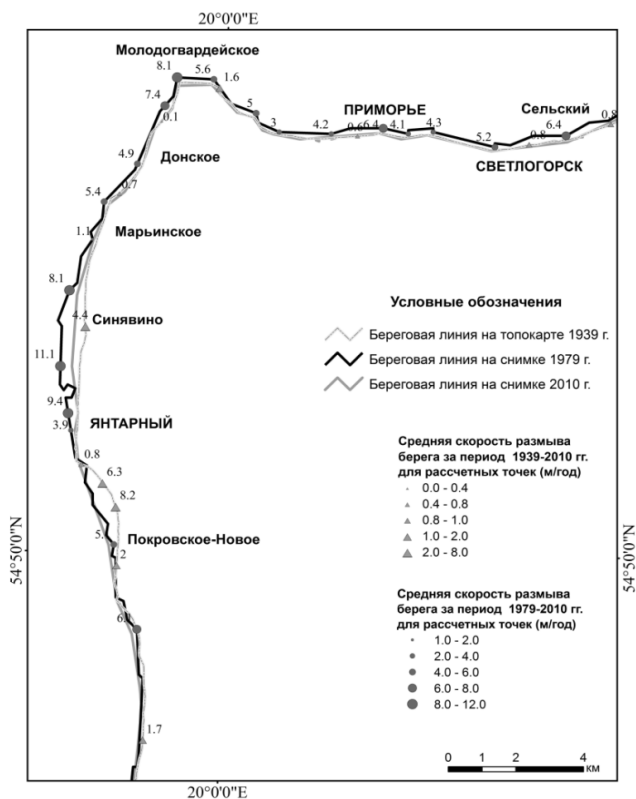 20°0'0"E
Молодогвардейское
8.1
5.6
1.6
7.4
0.1
5
3
4.2
ПРИМОРЬЕ
0.6
6.4
4.1
4.3
Сельский
0.8
6.4
0.8
5.2
СВЕТЛОГОРСК
4.9
Донское
0.7
5.4
1.1
Марьинское
8.1
4.4
Синявино
11.1
9.4
3.9
ЯНТАРНЫЙ
0.8
6.3
8.2
Покровское-Новое
1.7
Условные обозначения
Береговая линия на топокарте 1939 г.
Береговая линия на снимке 1979 г.
Береговая линия на снимке 2010 г.
Средняя скорость размыва
берега за период 1939-2010 гг.
для рассчетных точек (м/год)
0.0 - 0.4
0.4 - 0.8
0.8 - 1.0
1.0 - 2.0
2.0 - 8.0
54°50'0"N
54°50'0"N
Средняя скорость размыва
берега за период 1979-2010 гг.
для рассчетных точек (м/год)
1.0 - 2.0
2.0 - 4.0
4.0 - 6.0
6.0 - 8.0
8.0 - 12.0
0 1 2 4
км
20°0'0"E